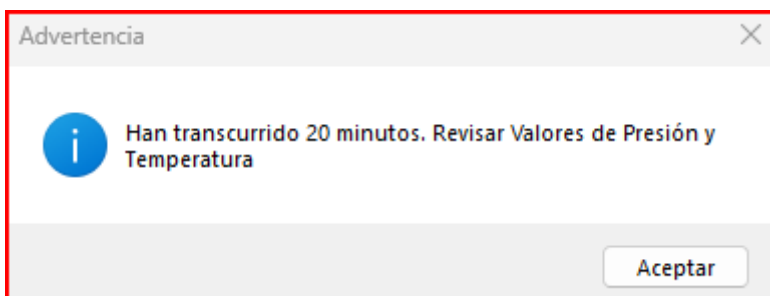 Advertencia
Han transcurrido 20 minutos. Revisar Valores de Presión y
Temperatura
Aceptar